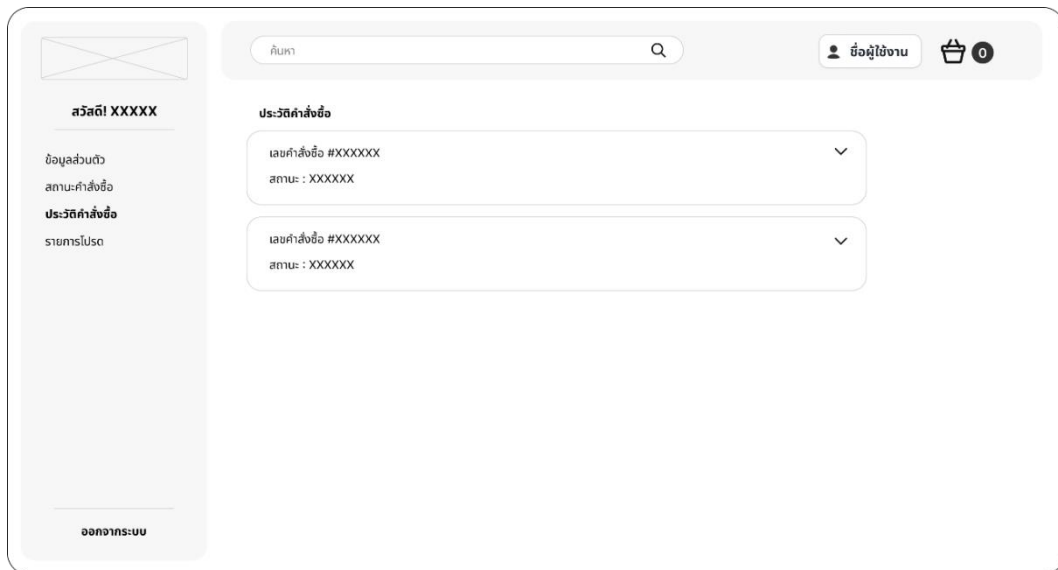 สวัสดี! XXXXX
ข้อมูลส่วนตัว
สถานะคำสั่งซื้อ
ประวัติคำสั่งซื้อ
รายการโปรด
ออกจากระบบ
ค้นหา
ชื่อผู้ใช้งาน
0
ประวัติคำสั่งซื้อ
เลขคำสั่งซื้อ #XXXXXX
สถานะ : XXXXXX
เลขคำสั่งซื้อ #XXXXXX
สถานะ : XXXXXX